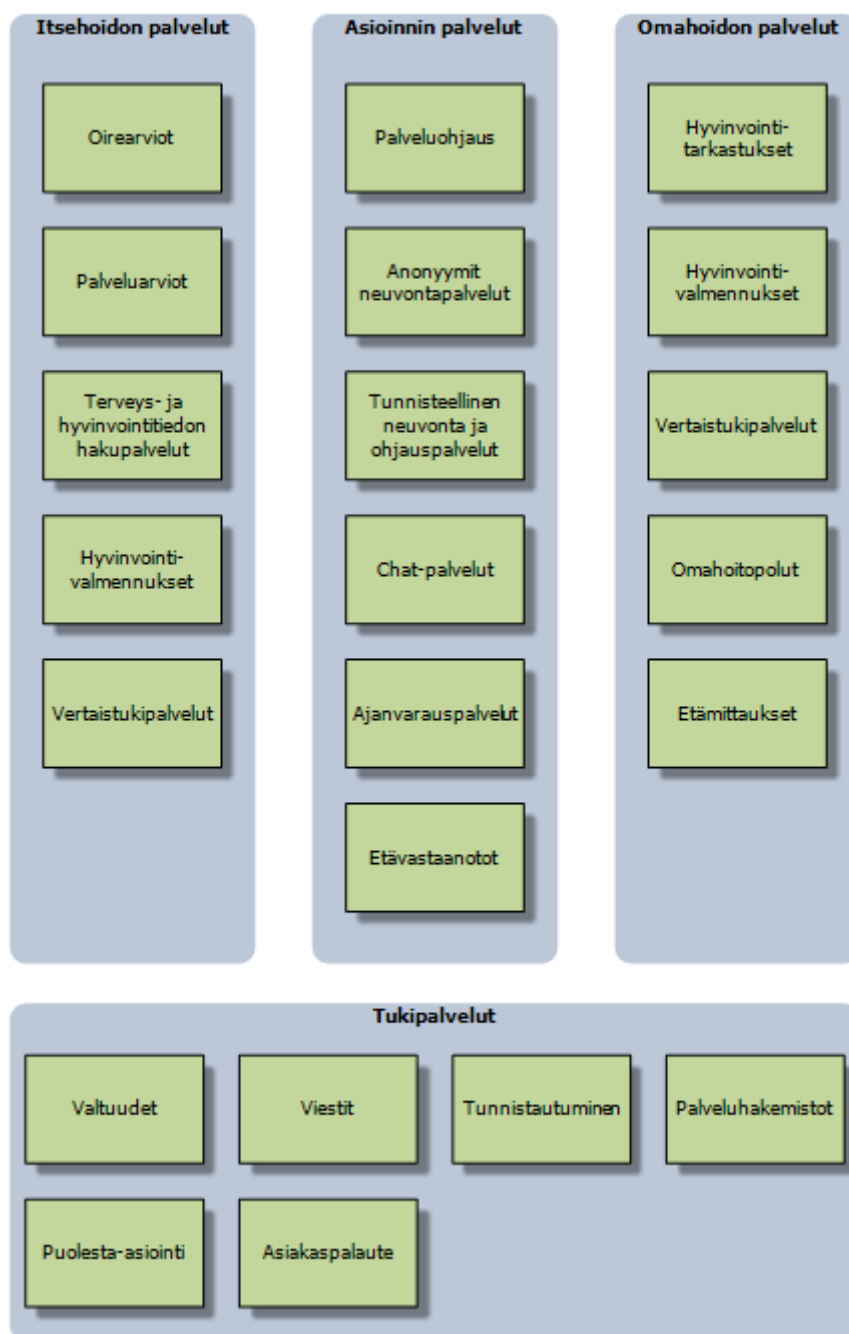 Itsehoidon palvelut
Oirearviot
Palveluarviot
Terveys- ja
hyvinvointitiedon
hakupalvelut
Hyvinvointi-
valmennukset
Vertaistukipalvelut
Asioinnin palvelut
Palveluohjaus
Anonyymit
neuvontapalvelut
Tunnisteellinen
neuvonta ja
ohjauspalvelut
Chat-palvelut
Ajanvarauspalvelut
Etävastaanotot
Omahoidon palvelut
Hyvinvointi-
tarkastukset
Hyvinvointi-
valmennukset
Vertaistukipalvelut
Omahoitopolut
Etämittaukset
Tukipalvelut
Valtuudet
Viestit
Tunnistautuminen
Palveluhakemistot
Puolesta-asiointi
Asiakaspalaute